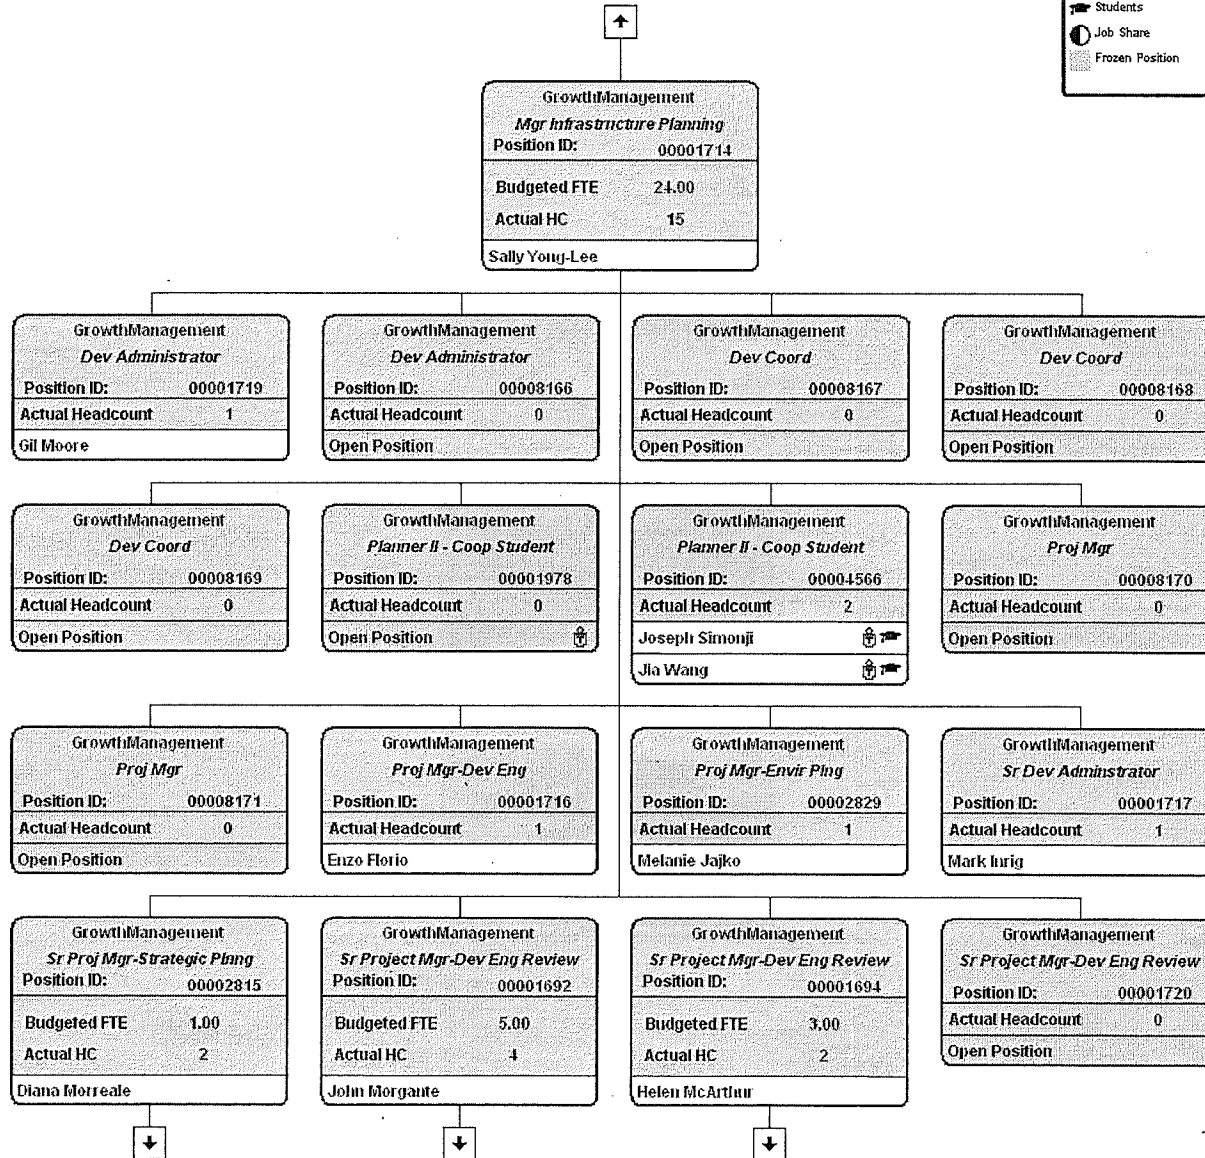 Students
Job Share
Frozen Position
GrowthManagement
Mgr Infrastructure Planning
Position ID: 00001714
Budgeted FTE 24.00
Actual HC 15
Sally Yong-Lee
GrowthManagement
Dev Administrator
Position ID: 00001719
Actual Headcount 1
Gil Moore
GrowthManagement
Dev Administrator
Position ID: 00008166
Actual Headcount 0
Open Position
GrowthManagement
Dev Coord
Position ID: 00008167
Actual Headcount 0
Open Position
GrowthManagement
Dev Coord
Position ID: 00008168
Actual Headcount 0
Open Position
GrowthManagement
Dev Coord
Position ID: 00008169
Actual Headcount 0
Open Position
GrowthManagement
Planner II - Coop Student
Position ID: 00001978
Actual Headcount 0
Open Position
GrowthManagement
Planner II - Coop Student
Position ID: 00004566
Actual Headcount 2
Joseph Simonji
Jia Wang
GrowthManagement
Proj Mgr
Position ID: 00008170
Actual Headcount 0
Open Position
GrowthManagement
Proj Mgr
Position ID: 00008171
Actual Headcount 0
Open Position
GrowthManagement
Proj Mgr-Dev Eng
Position ID: 00001716
Actual Headcount 1
Enzo Florio
GrowthManagement
Proj Mgr-Envir Plng
Position ID: 00002829
Actual Headcount 1
Melanie Jajko
GrowthManagement
Sr Dev Adminstrator
Position ID: 00001717
Actual Headcount 1
Mark Inrig
GrowthManagement
Sr Proj Mgr-Strategic Plnng
Position ID: 00002815
Budgeted FTE 1.00
Actual HC 2
Diana Morreale
GrowthManagement
Sr Project Mgr-Dev Eng Review
Position ID: 00001692
Budgeted FTE 5.00
Actual HC 4
John Morgante
GrowthManagement
Sr Project Mgr-Dev Eng Review
Position ID: 00001694
Budgeted FTE 3.00
Actual HC 2
Helen McArthur
GrowthManagement
Sr Project Mgr-Dev Eng Review
Position ID: 00001720
Actual Headcount 0
Open Position